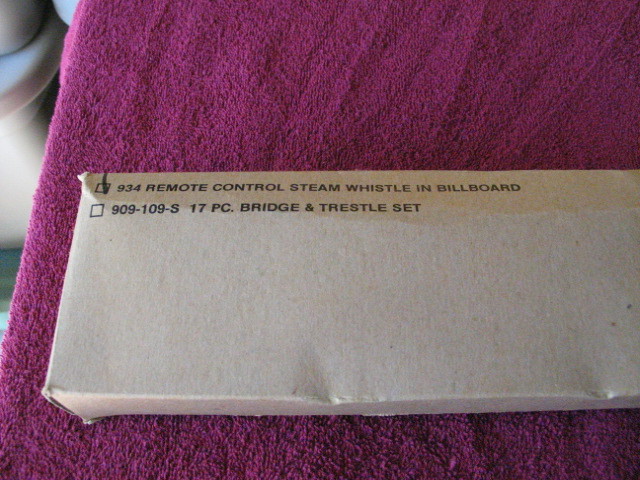 934 REMOTE CONTROL STEAM WHISTLE IN BILLBOARD
909-109-S 17 PC. BRIDGE & TRESTLE SET